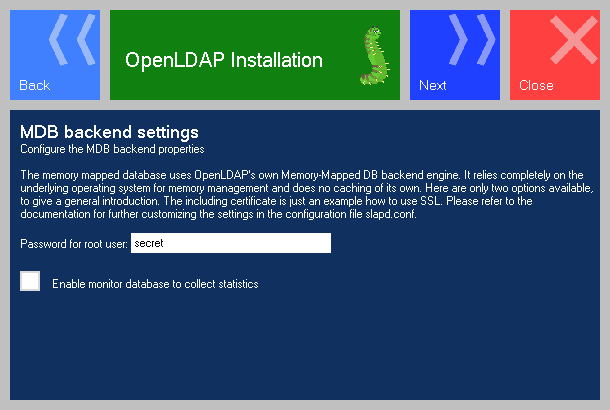 Back
OpenLDAP Installation
Next
Close
MDB backend settings
Configure the MDB backend properties
The memory mapped database uses OpenLDAP's own Memory-Mapped DB backend engine. It relies completely on the
underlying operating system for memory management and does no caching of its own. Here are only two options available,
to give a general introduction. The including certificate is just an example how to use SSL. Please refer to the
documentation for further customizing the settings in the configuration file slapd.conf.
Password for root user: secret
Enable monitor database to collect statistics